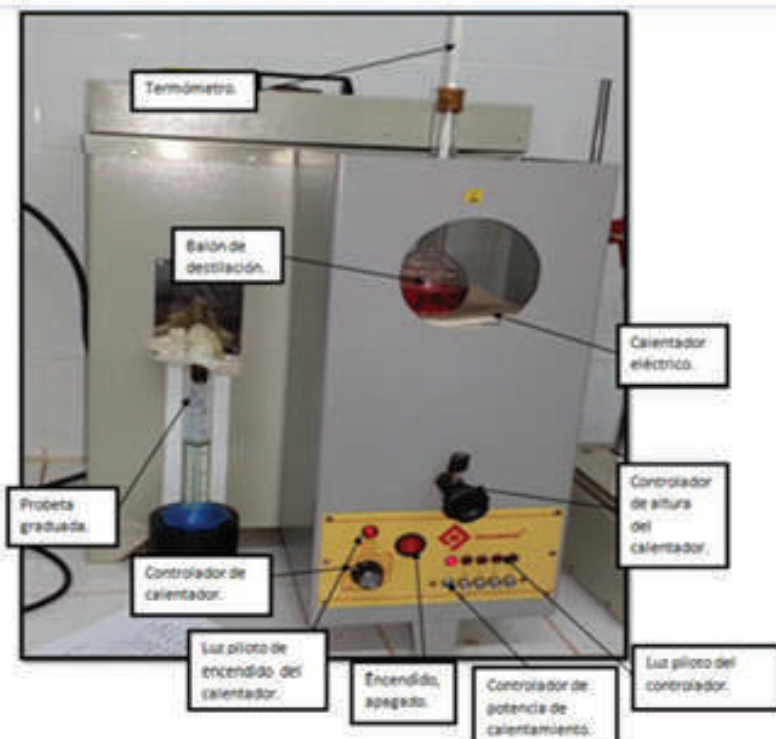 Termómetro.
Balón de
destilación.
Calentador
eléctrico.
Controlador
de altura
del
calentador.
Probeta
graduada.
Controlador de
calentador.
Luz piloto de
encendido del
calentador.
Encendido,
apagado.
Controlador de
potencia de
calentamiento.
Luz piloto del
controlador.